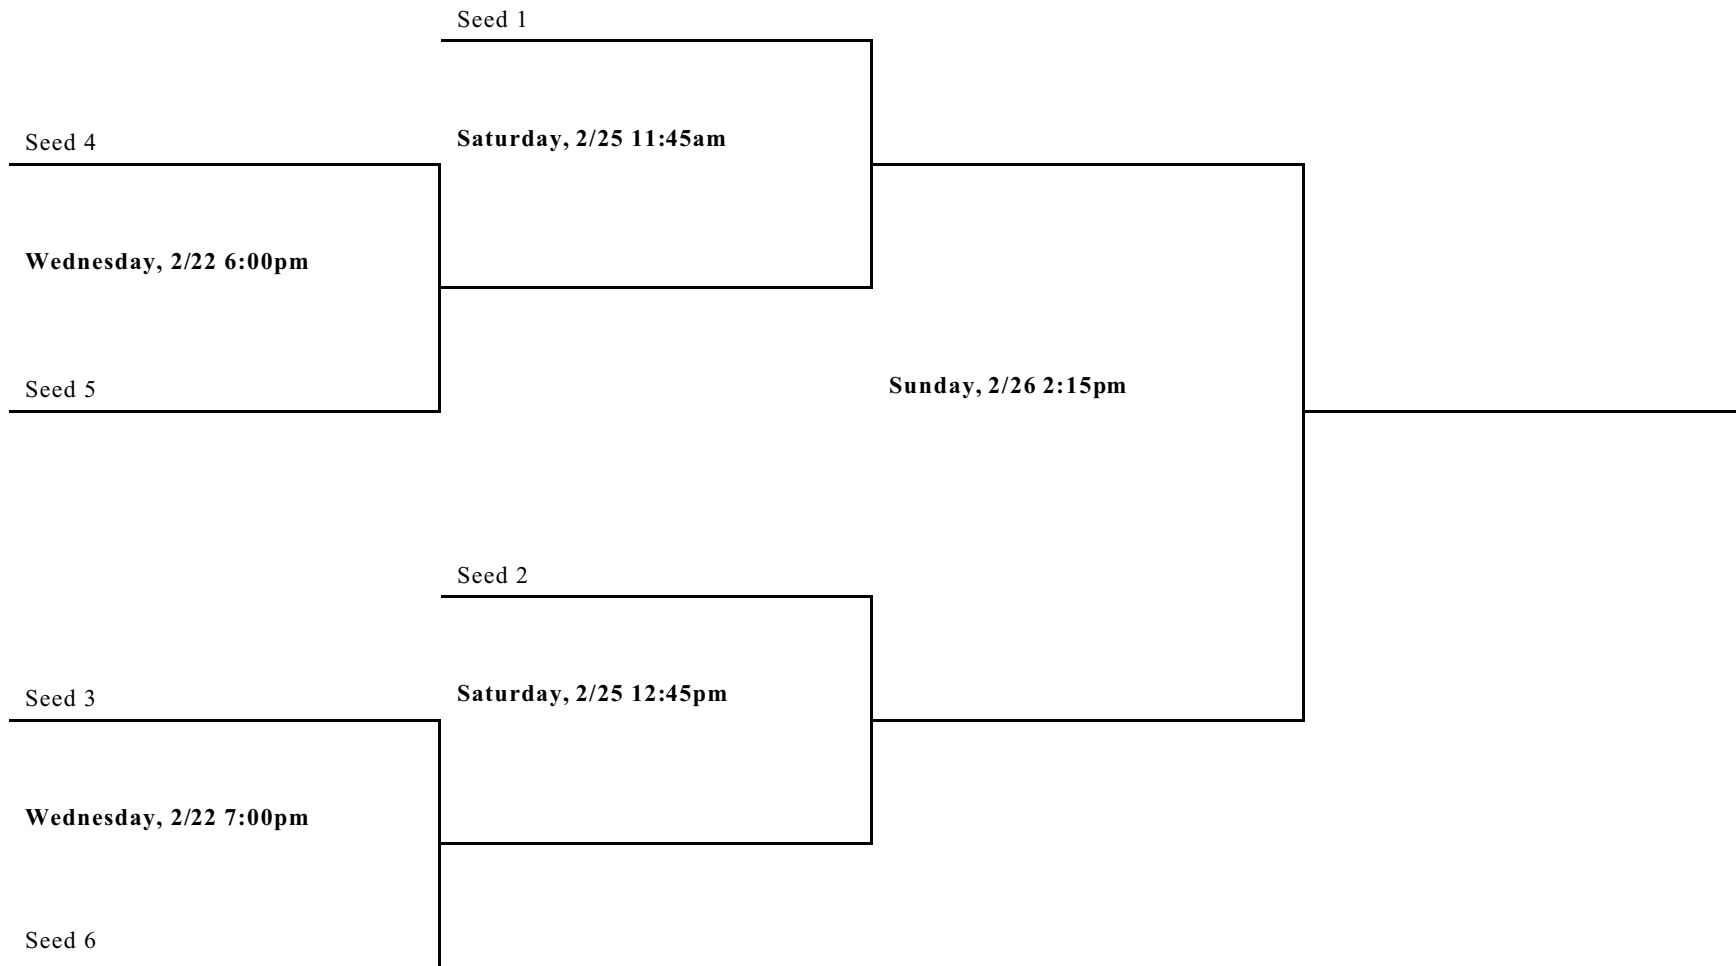 Seed 1
Seed 4
Saturday, 2/25 11:45am
Wednesday, 2/22 6:00pm
Seed 5
Sunday, 2/26 2:15pm
Seed 2
Seed 3
Saturday, 2/25 12:45pm
Wednesday, 2/22 7:00pm
Seed 6